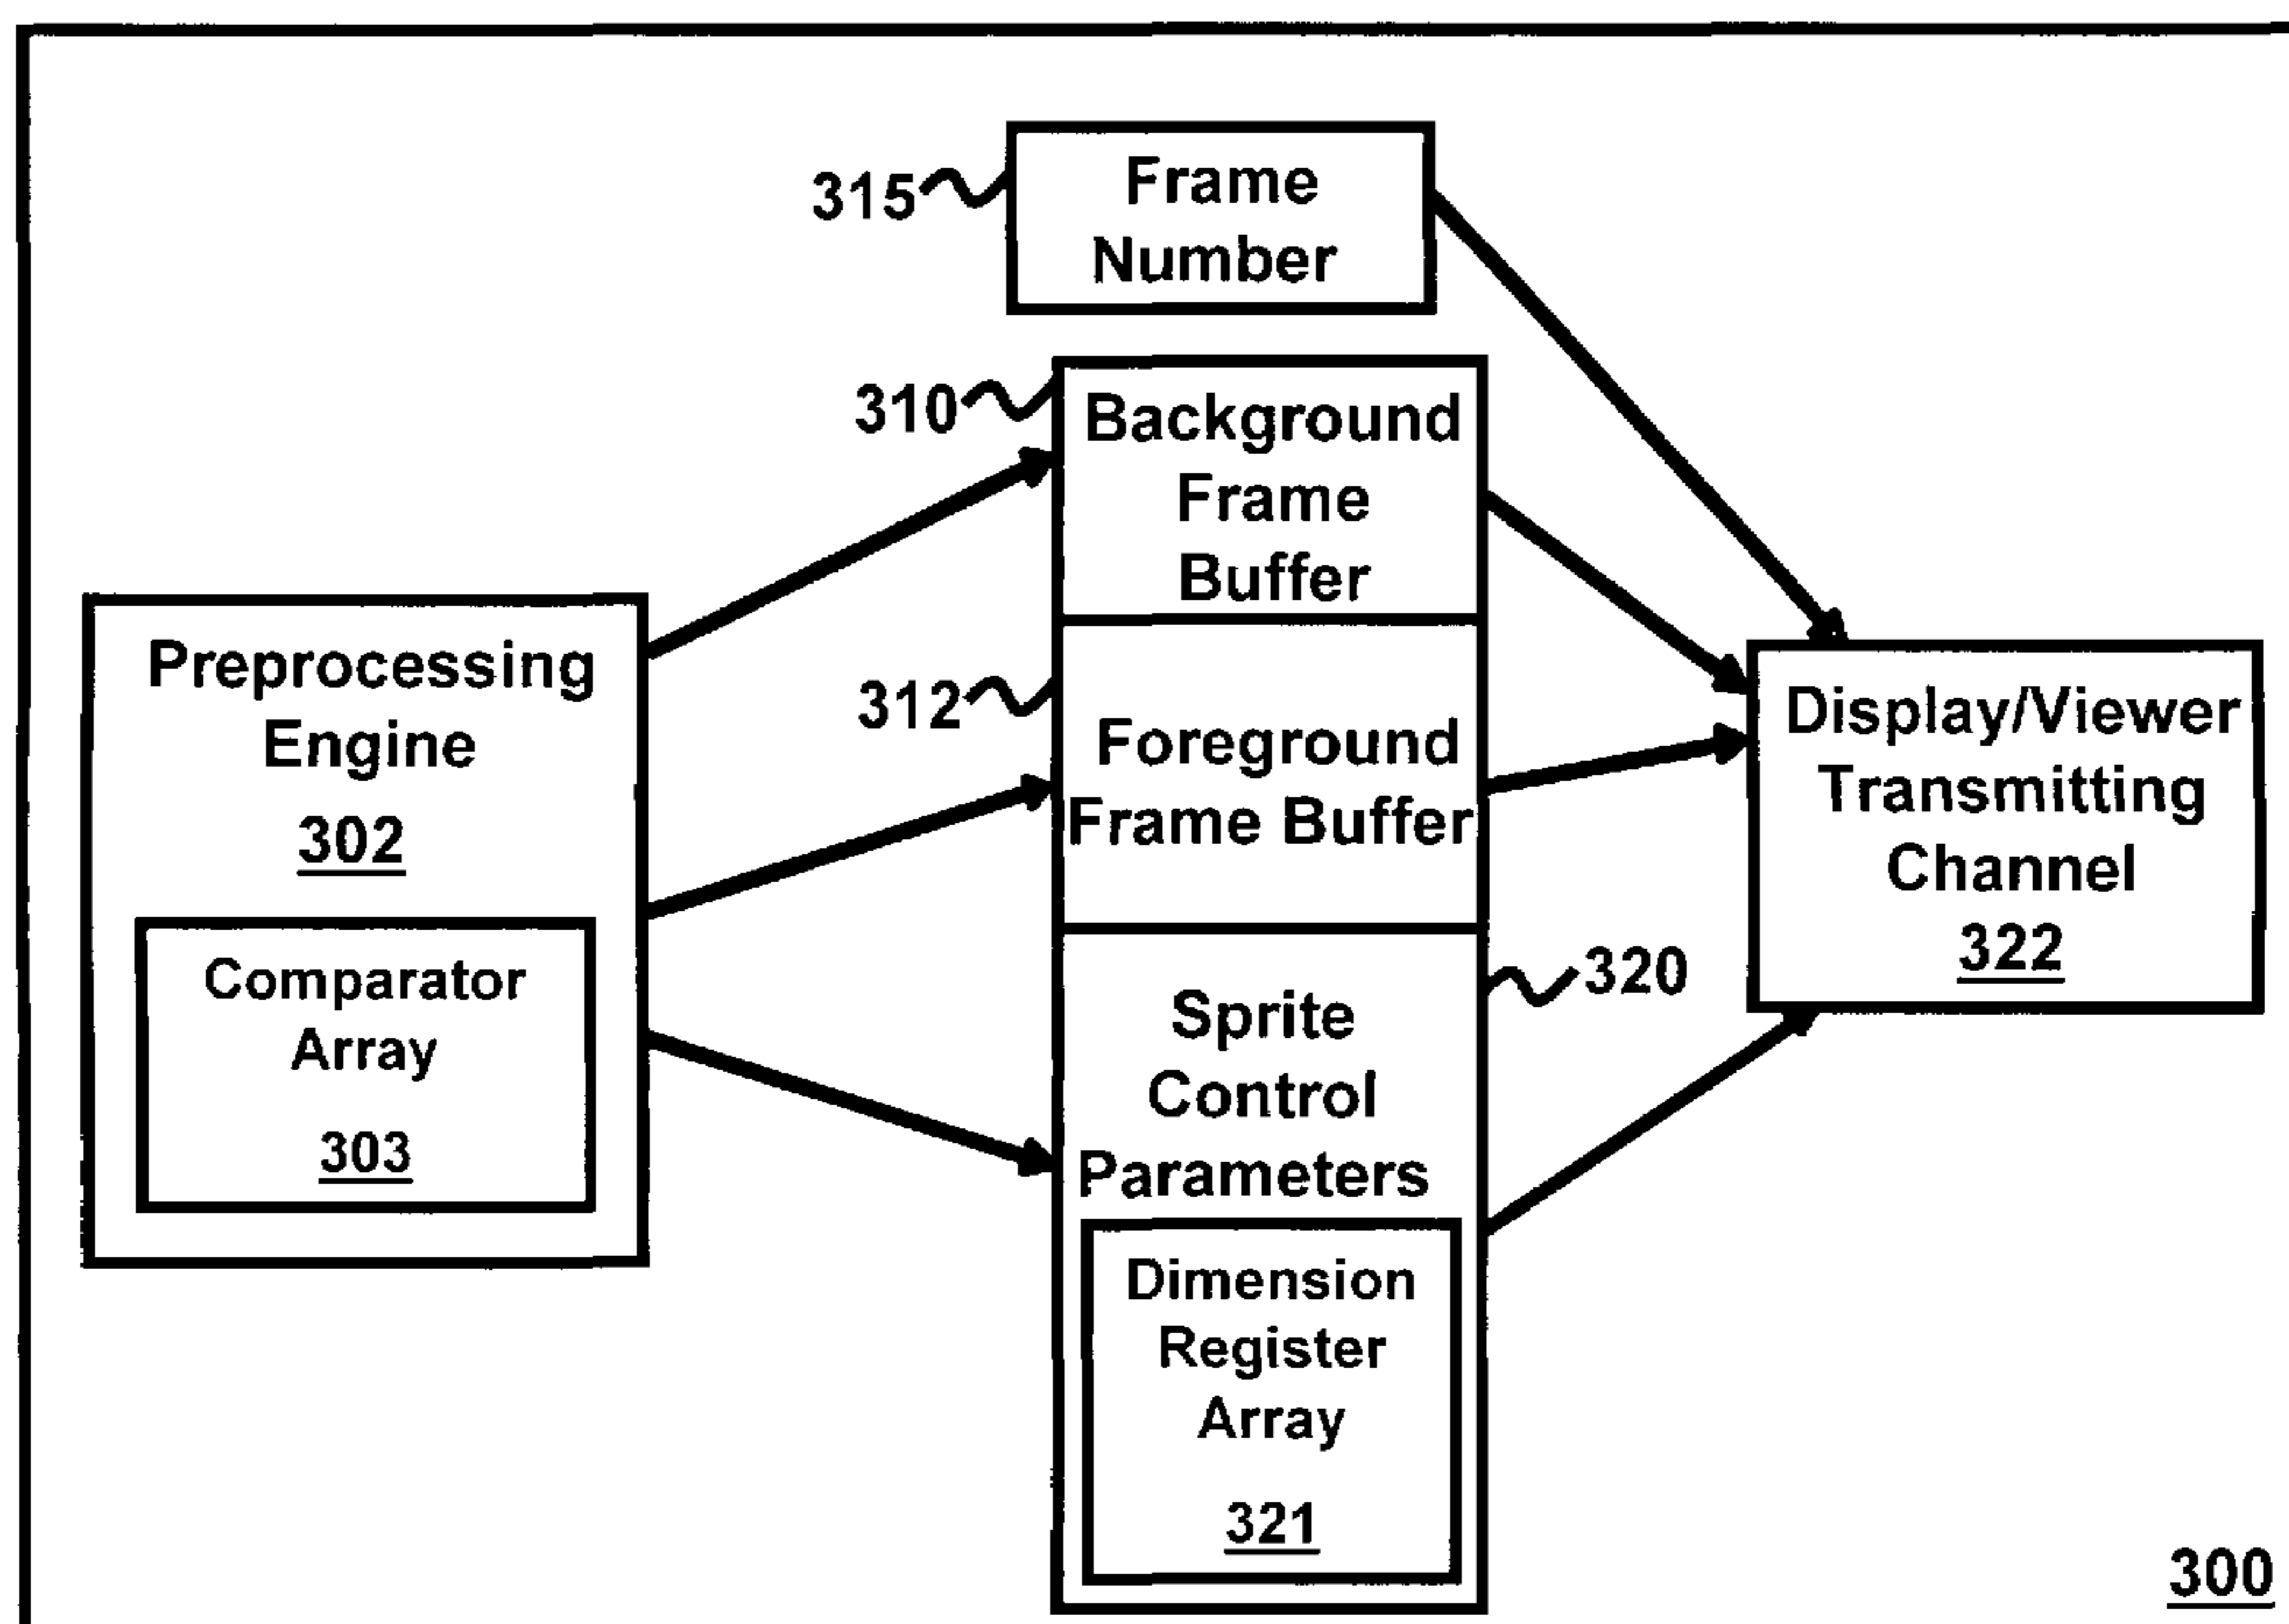 315
Frame
Number
310
Background
Frame
Buffer
Preprocessing
Engine
302
312
Foreground
Frame Buffer
Display/Viewer
Transmitting
Channel
322
Comparator
Array
303
320
Sprite
Control
Parameters
Dimension
Register
Array
321
300